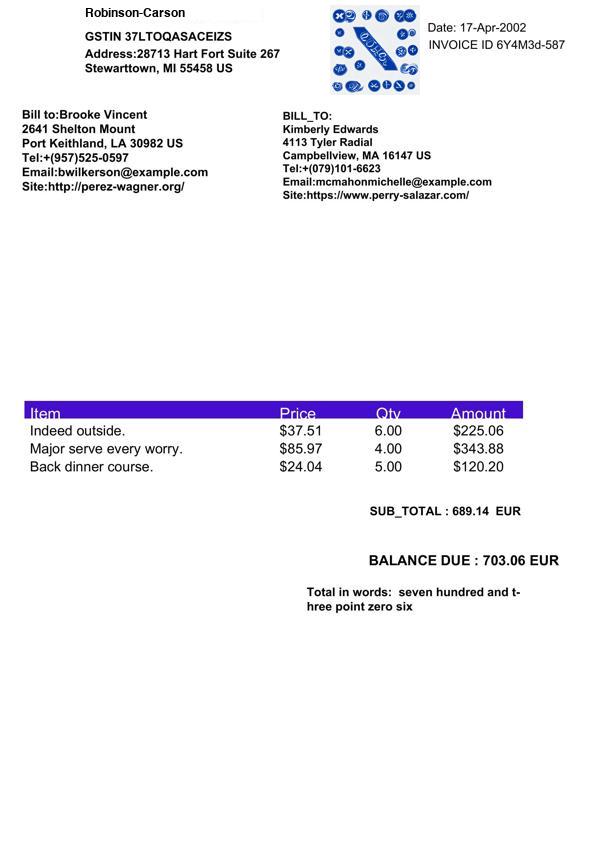 Robinson-Carson
GSTIN 37LTOQASACEIZS
Address:28713 Hart Fort Suite 267
Stewarttown, MI 55458 US
Date: 17-Apr-2002
INVOICE ID 6Y4M3d-587
Bill to:Brooke Vincent
2641 Shelton Mount
Port Keithland, LA 30982 US
Tel:+(957)525-0597
Email:bwilkerson@example.com
Site:http://perez-wagner.org/
BILL_TO:
Kimberly Edwards
4113 Tyler Radial
Campbellview, MA 16147 US
Tel:+(079)101-6623
Email:mcmahonmichelle@example.com
Site:https://www.perry-salazar.com/
Item Price Qty Amount
Indeed outside. $37.51 6.00 $225.06
Major serve every worry. $85.97 4.00 $343.88
Back dinner course. $24.04 5.00 $120.20
SUB_TOTAL : 689.14 EUR
BALANCE DUE : 703.06 EUR
Total in words: seven hundred and t-
hree point zero six